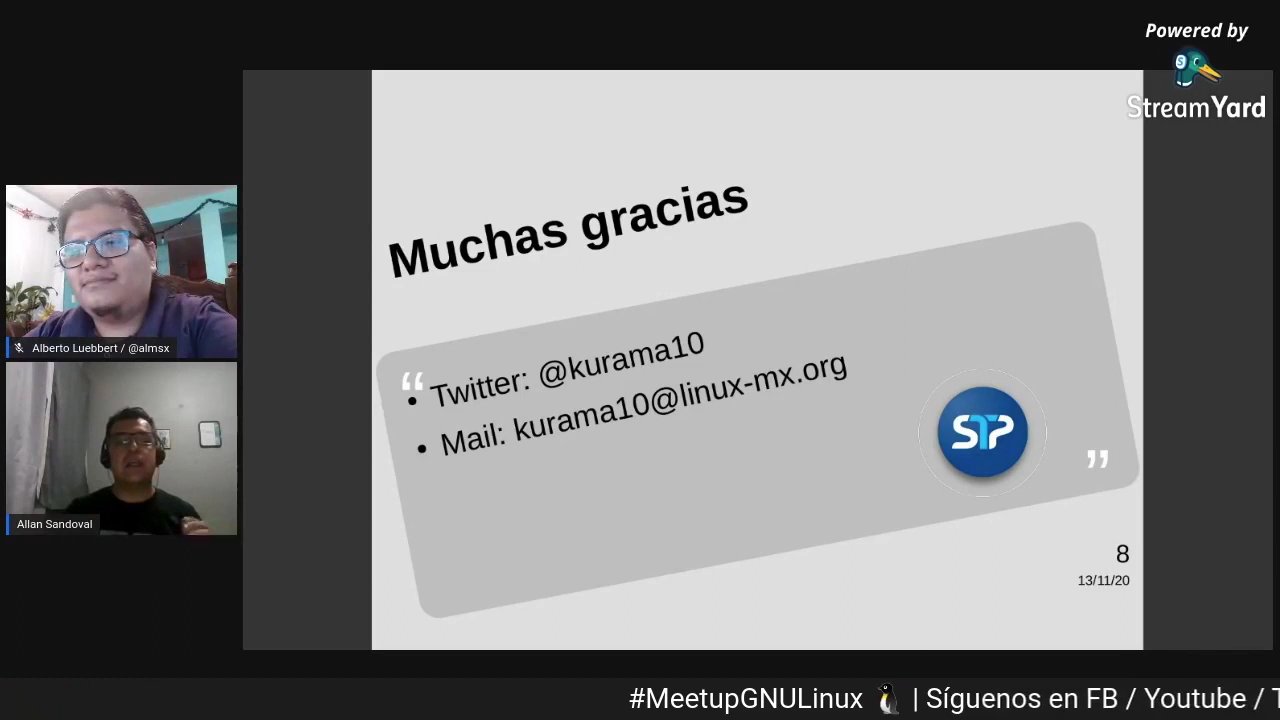 Powered by
StreamYard
Muchas gracias
“
• Twitter: @kurama10
• Mail: kurama10@linux-mx.org
STP
”
8
13/11/20
Alberto Luebbert / @almsx
Allan Sandoval
#MeetupGNULinux 🐧 | Síguenos en FB / Youtube /